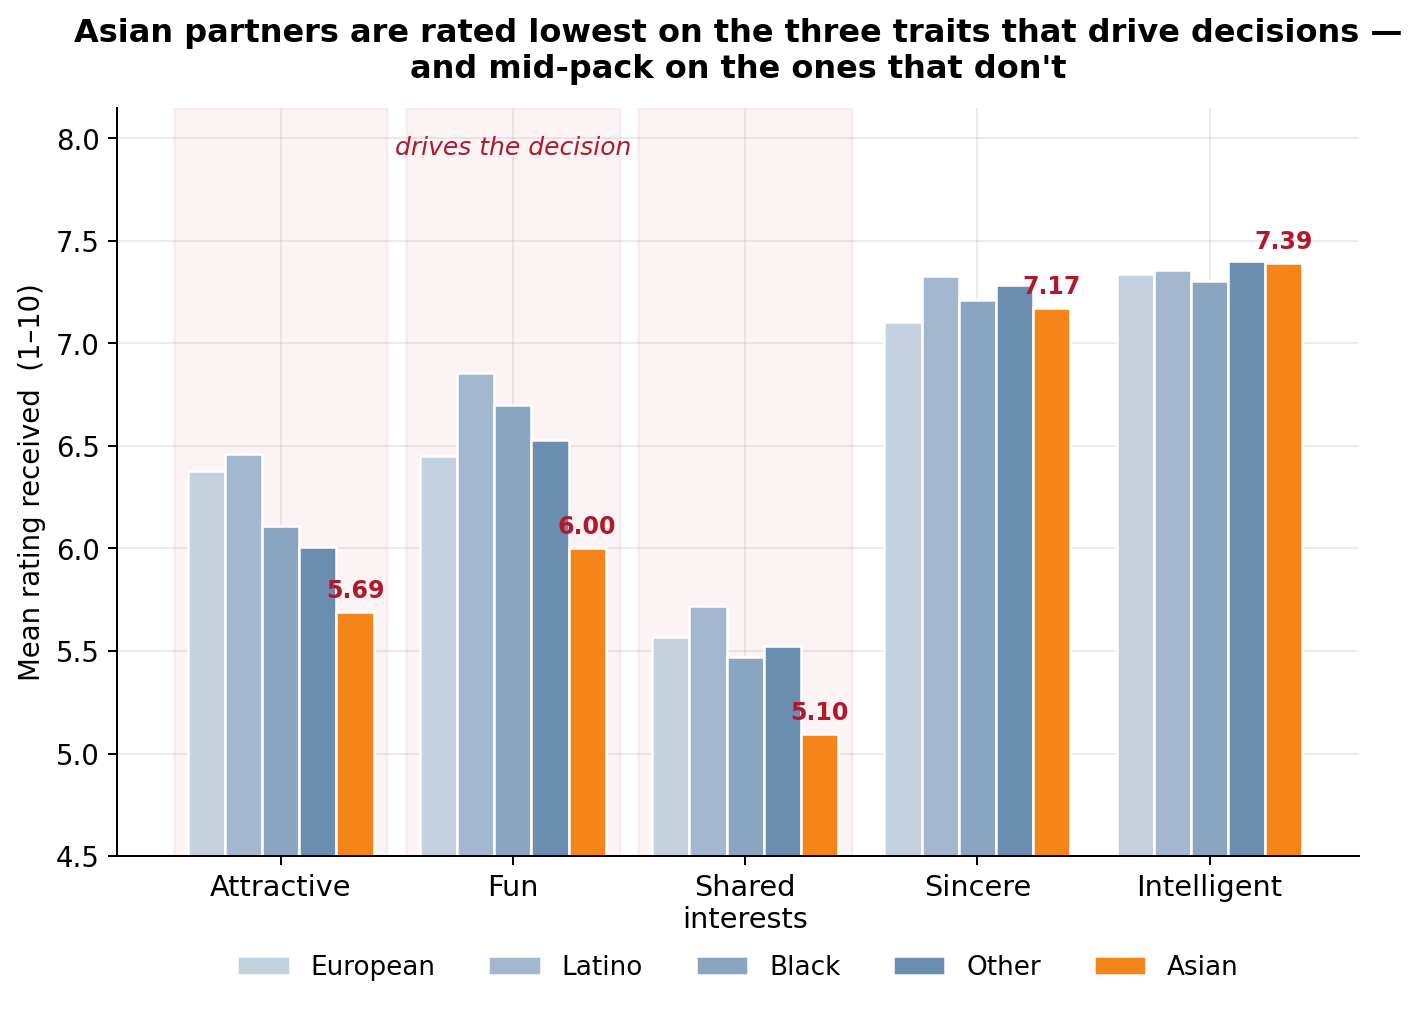 Asian partners are rated lowest on the three traits that drive decisions —
and mid-pack on the ones that don't
drives the decision
8.0
7.5
7.0
6.5
6.0
5.5
5.0
4.5
Mean rating received (1–10)
5.69
6.00
5.10
7.17
7.39
Attractive
Fun
Shared
interests
Sincere
Intelligent
European
Latino
Black
Other
Asian